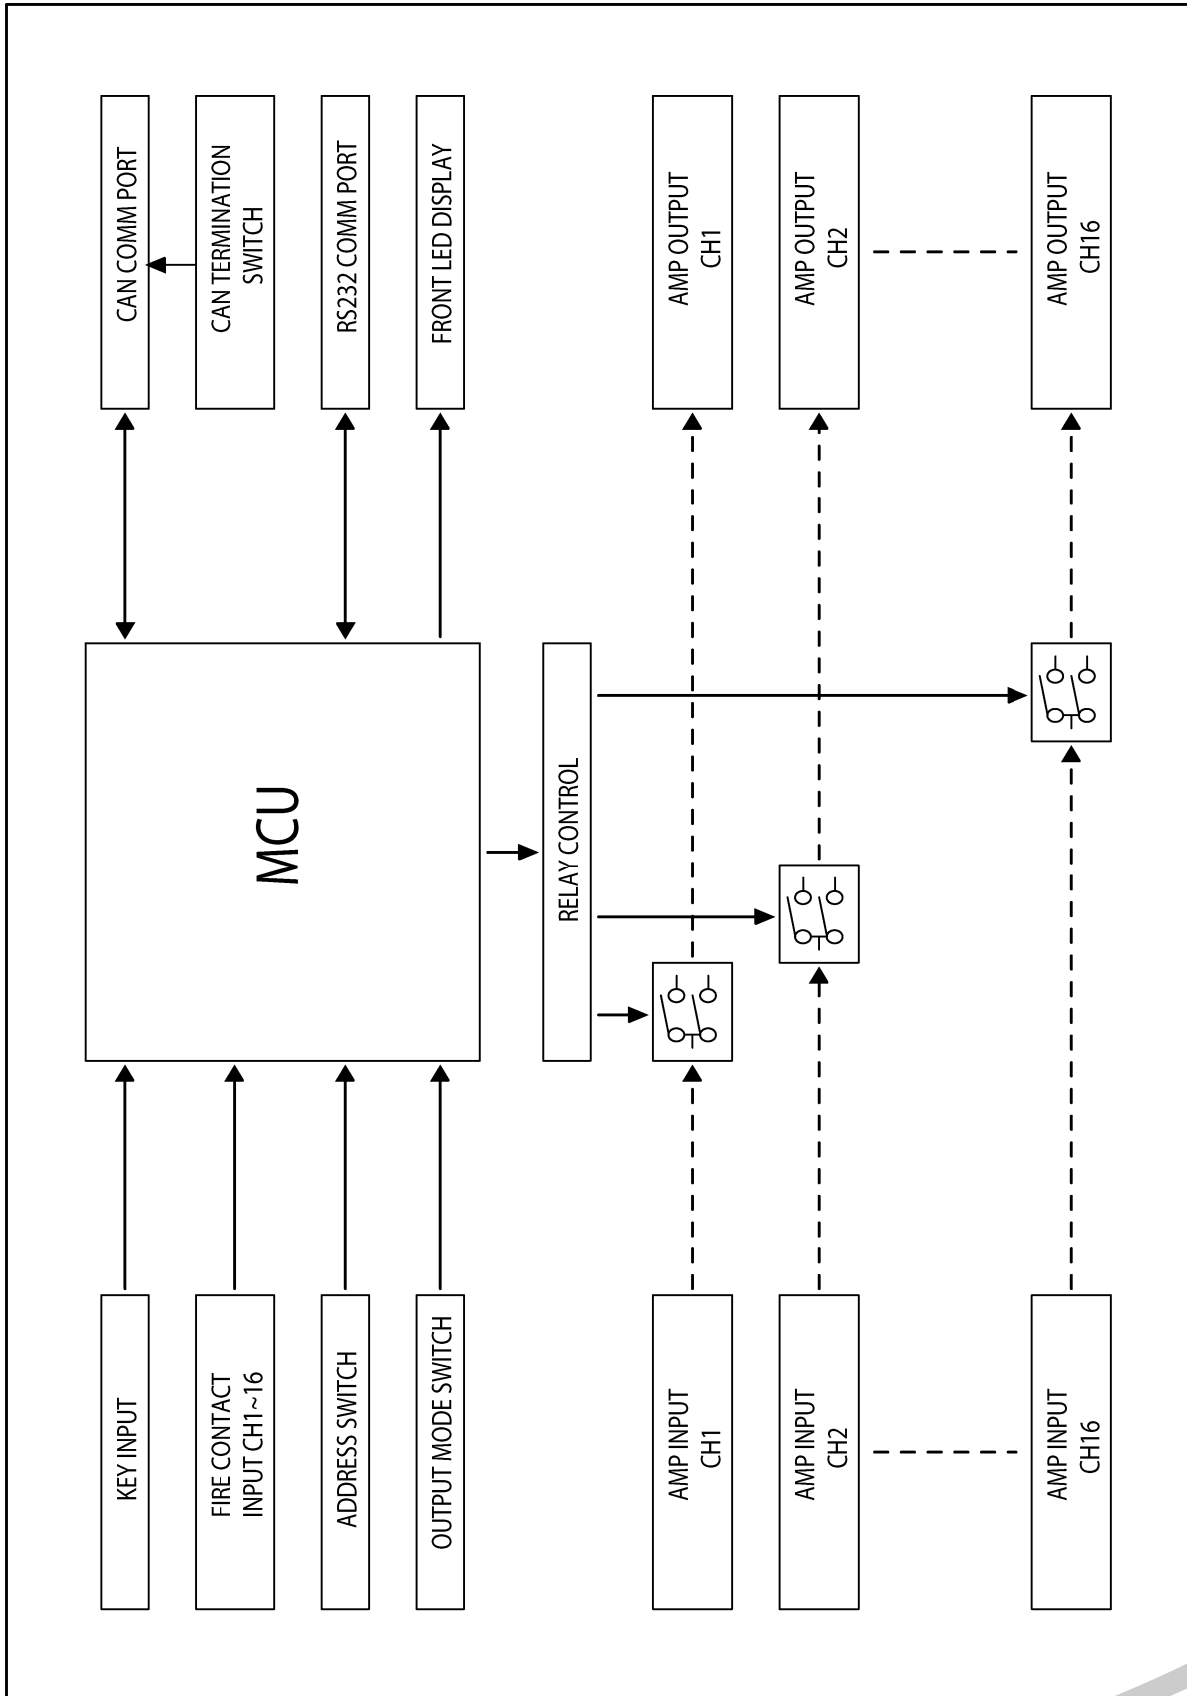 KEY INPUT
FIRE CONTACT
INPUT CH1~16
ADDRESS SWITCH
OUTPUT MODE SWITCH
MCU
CAN COMM PORT
CAN TERMINATION
SWITCH
RS232 COMM PORT
FRONT LED DISPLAY
RELAY CONTROL
AMP INPUT
CH1
AMP OUTPUT
CH1
AMP INPUT
CH2
AMP OUTPUT
CH2
AMP INPUT
CH16
AMP OUTPUT
CH16